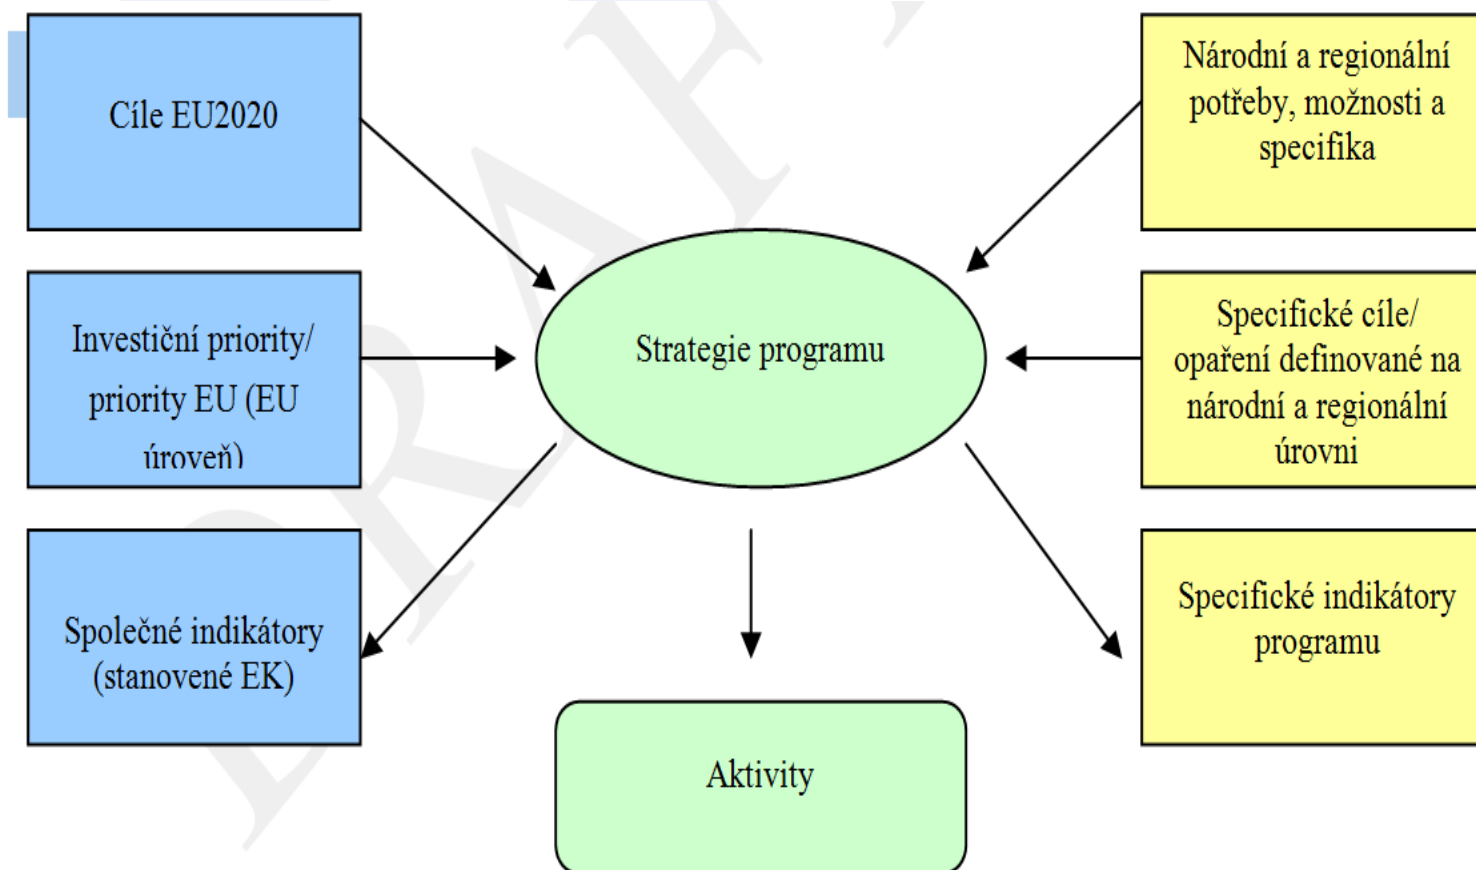 Cíle EU2020
Národní a regionální
potřeby, možnosti a
specifika
Investiční priority/
priority EU (EU
úroveň)
Strategie programu
Specifické cíle/
opaření definované na
národní a regionální
úrovni
Společné indikátory
(stanovené EK)
Specifické indikátory
programu
Aktivity
DRAFT